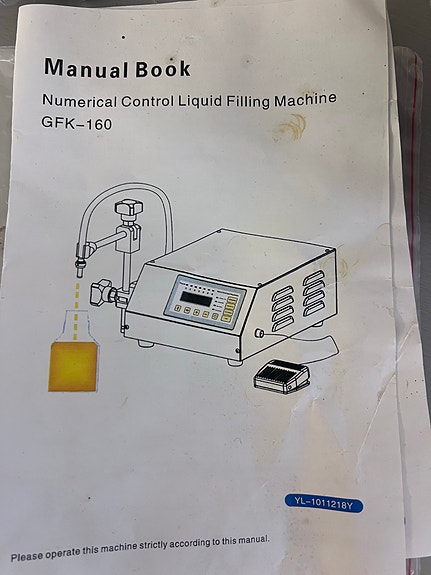 Manual Book
Numerical Control Liquid Filling Machine
GFK-160
YL-1011218Y
Please operate this machine strictly according to this manual.